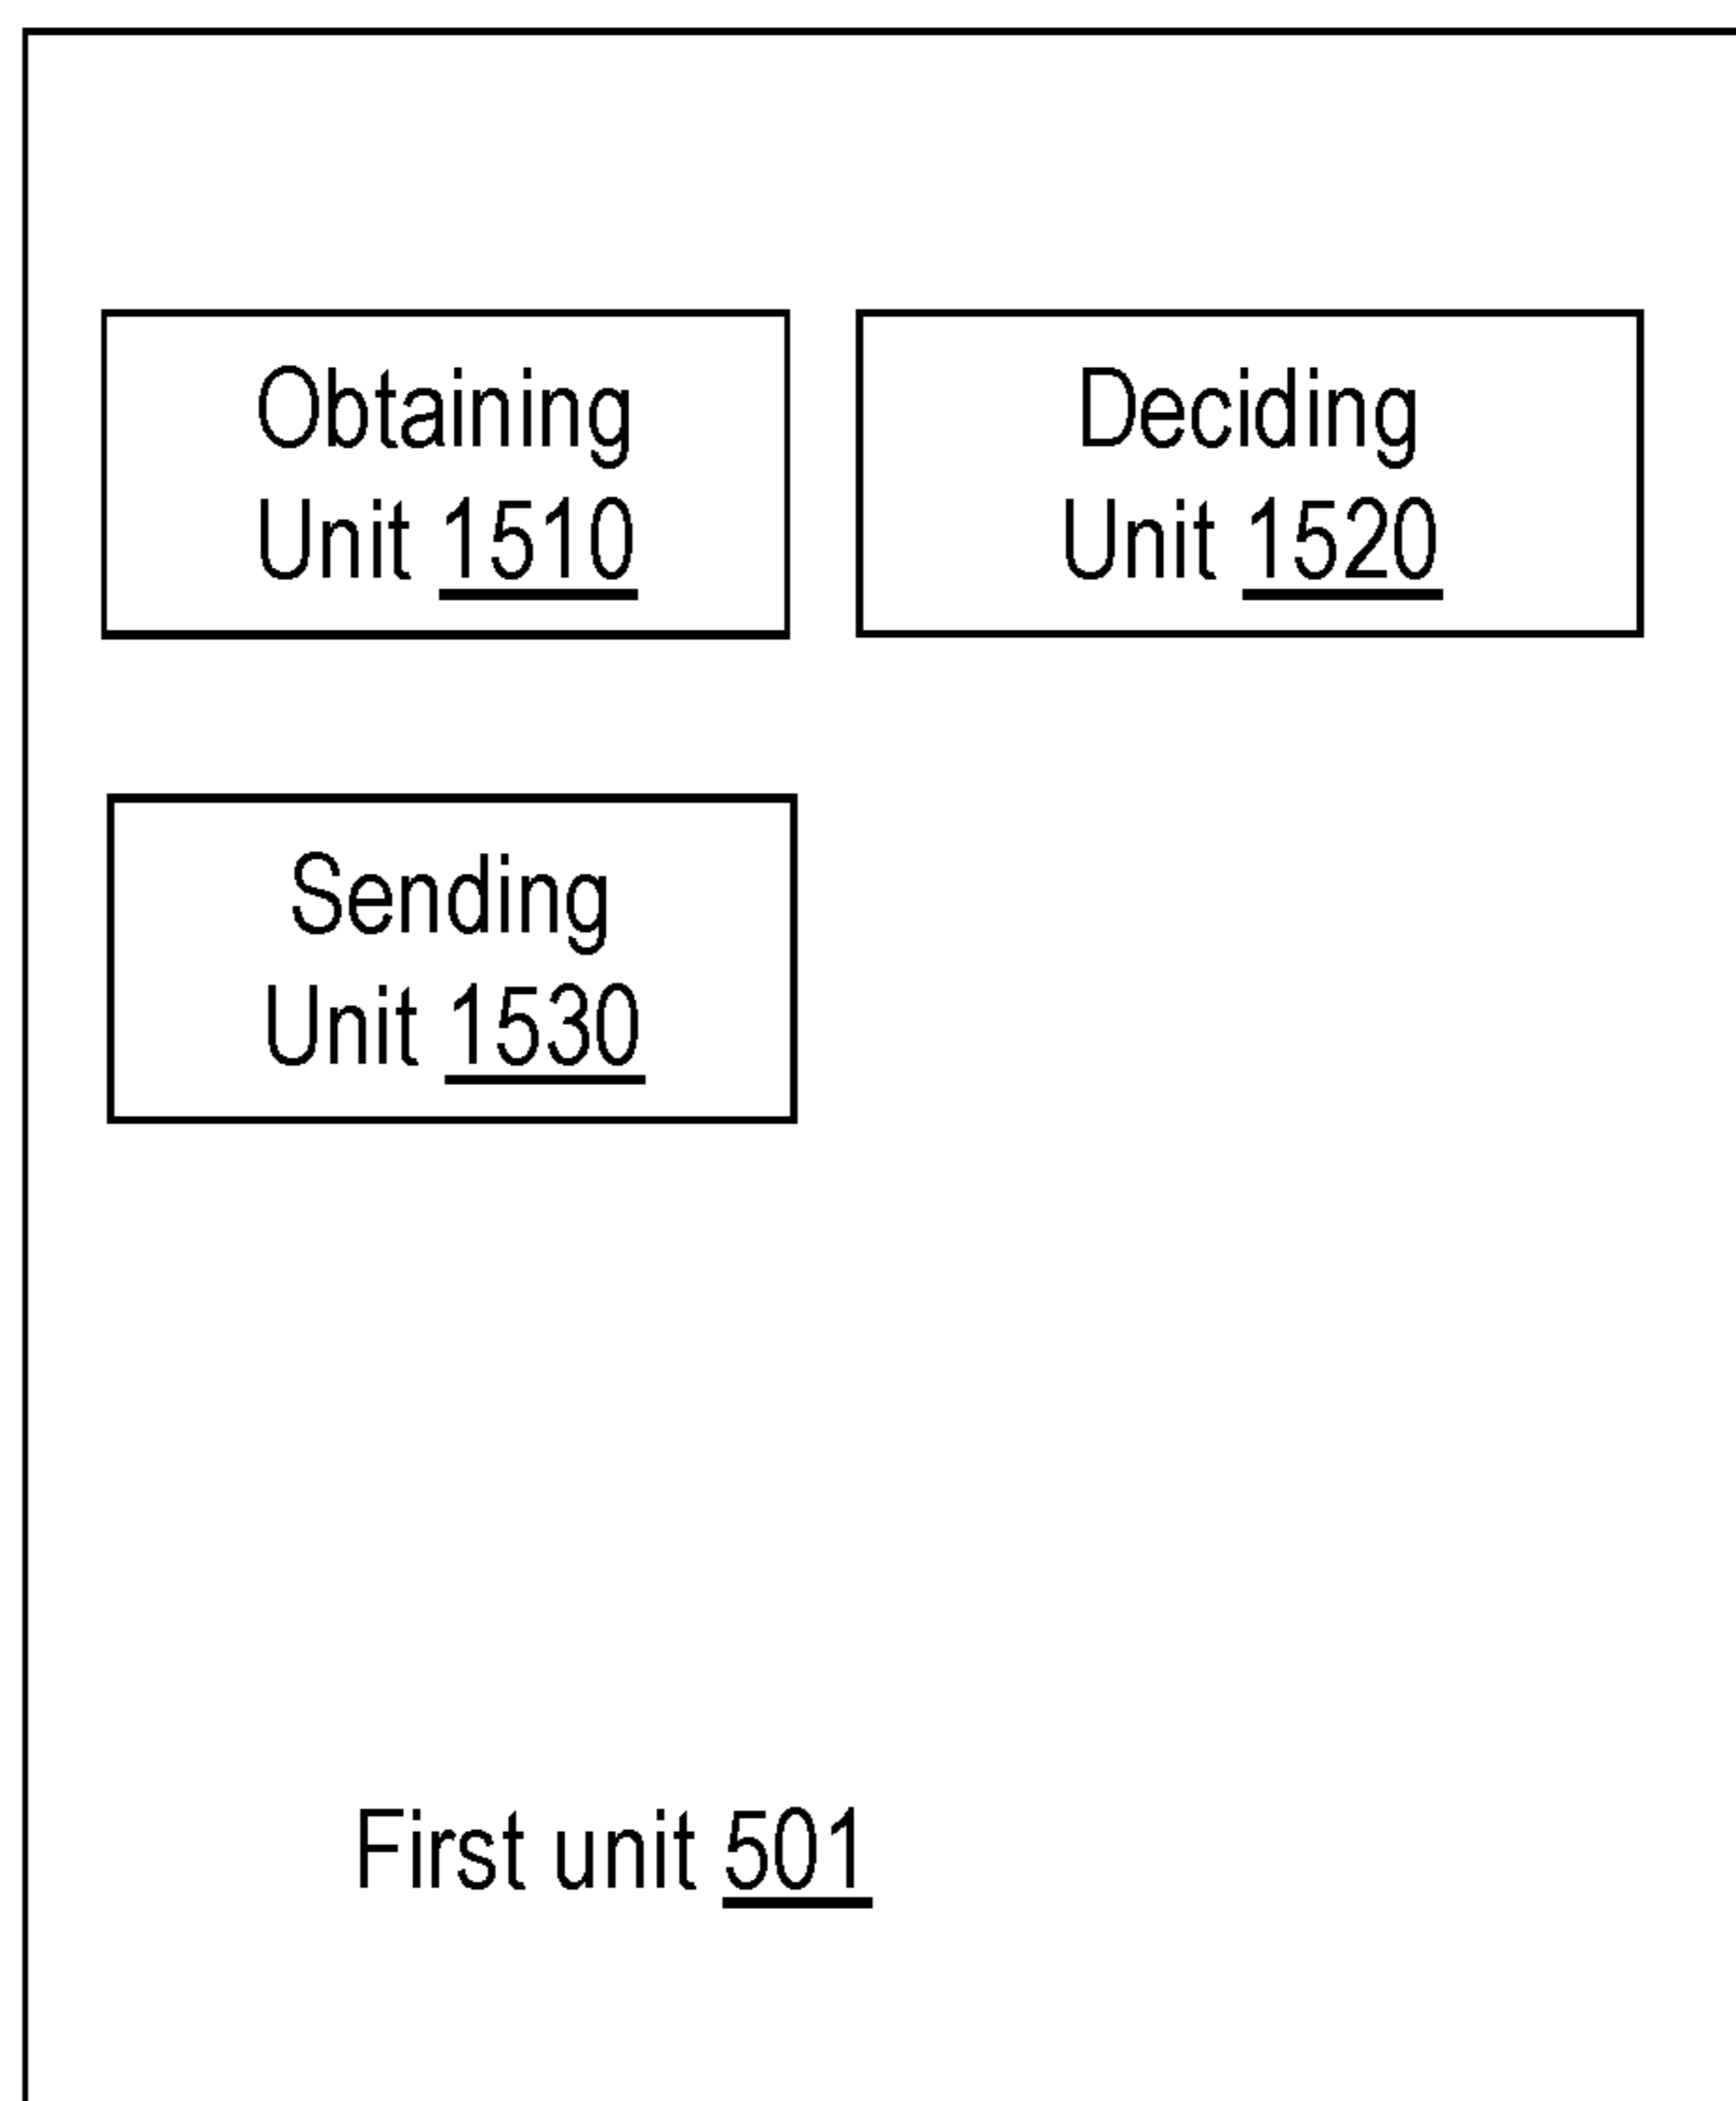 Obtaining
Unit 1510
Deciding
Unit 1520
Sending
Unit 1530
First unit 501